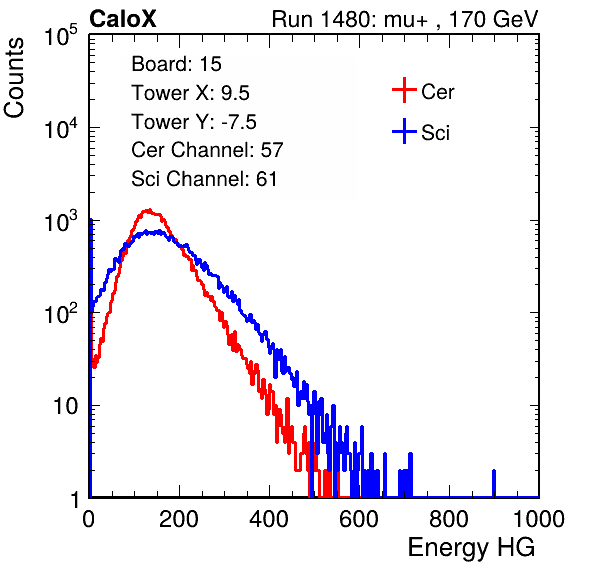 CaloX Run 1480: mu+ , 170 GeV
Counts
Board: 15
Tower X: 9.5
Tower Y: -7.5
Cer Channel: 57
Sci Channel: 61
Cer
Sci
10^5
10^4
10^3
10^2
10
1
0 200 400 600 800 1000
Energy HG